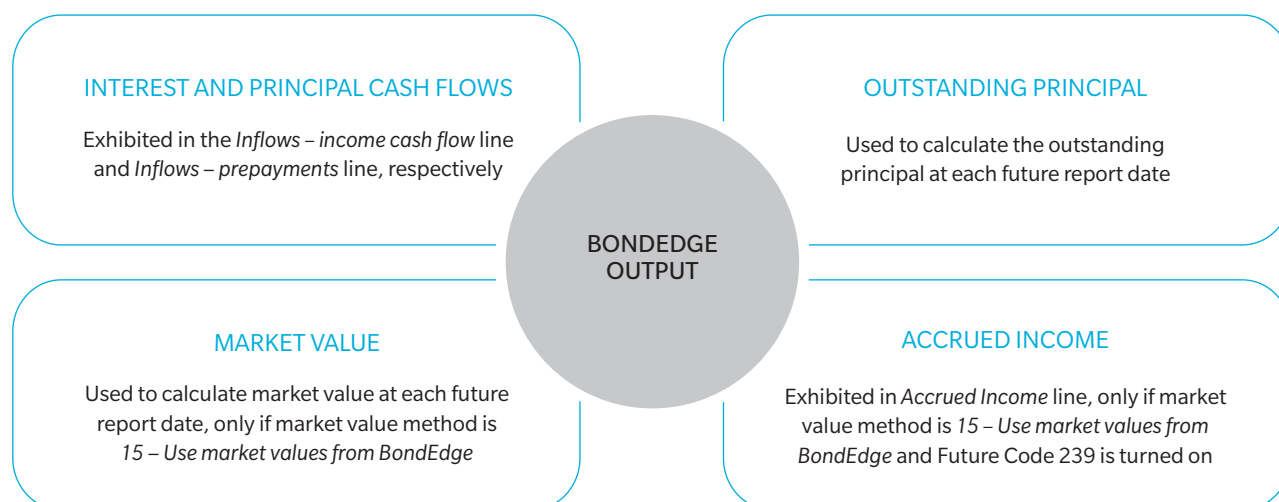 INTEREST AND PRINCIPAL CASH FLOWS
Exhibited in the Inflows – income cash flow line
and Inflows – prepayments line, respectively
OUTSTANDING PRINCIPAL
Used to calculate the outstanding
principal at each future report date
BONDEDGE
OUTPUT
MARKET VALUE
Used to calculate market value at each future
report date, only if market value method is
15 – Use market values from BondEdge
ACCRUED INCOME
Exhibited in Accrued Income line, only if market
value method is 15 – Use market values from
BondEdge and Future Code 239 is turned on